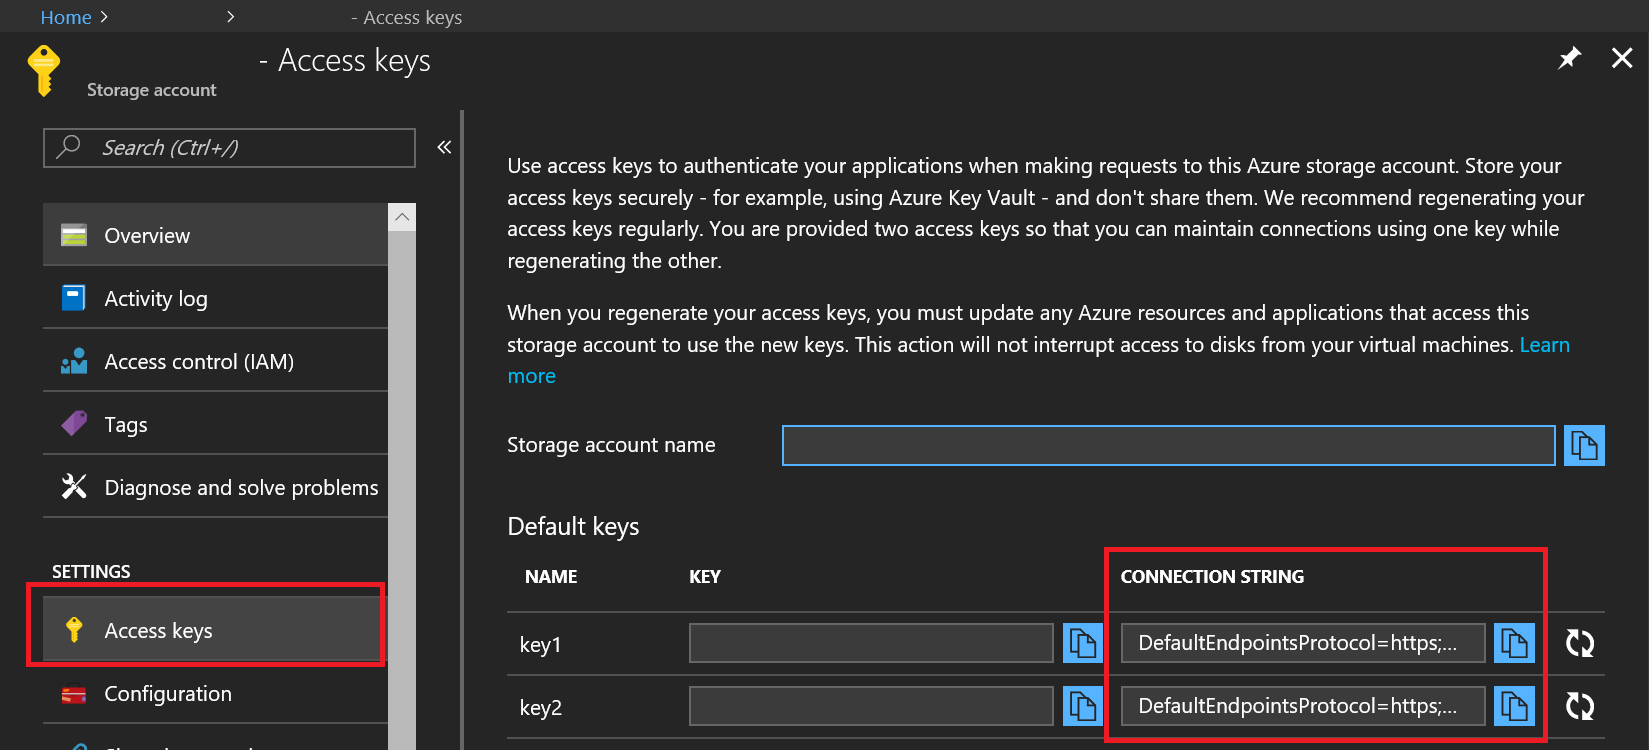 Home > > - Access keys
- Access keys
Storage account
Search (Ctrl+/)
«
Overview
Activity log
Access control (IAM)
Tags
Diagnose and solve problems
SETTINGS
Access keys
Configuration
Use access keys to authenticate your applications when making requests to this Azure storage account. Store your
access keys securely - for example, using Azure Key Vault - and don't share them. We recommend regenerating your
access keys regularly. You are provided two access keys so that you can maintain connections using one key while
regenerating the other.
When you regenerate your access keys, you must update any Azure resources and applications that access this
storage account to use the new keys. This action will not interrupt access to disks from your virtual machines. Learn
more
Storage account name
Default keys
NAME KEY CONNECTION STRING
key1 DefaultEndpointsProtocol=https;...
key2 DefaultEndpointsProtocol=https;...